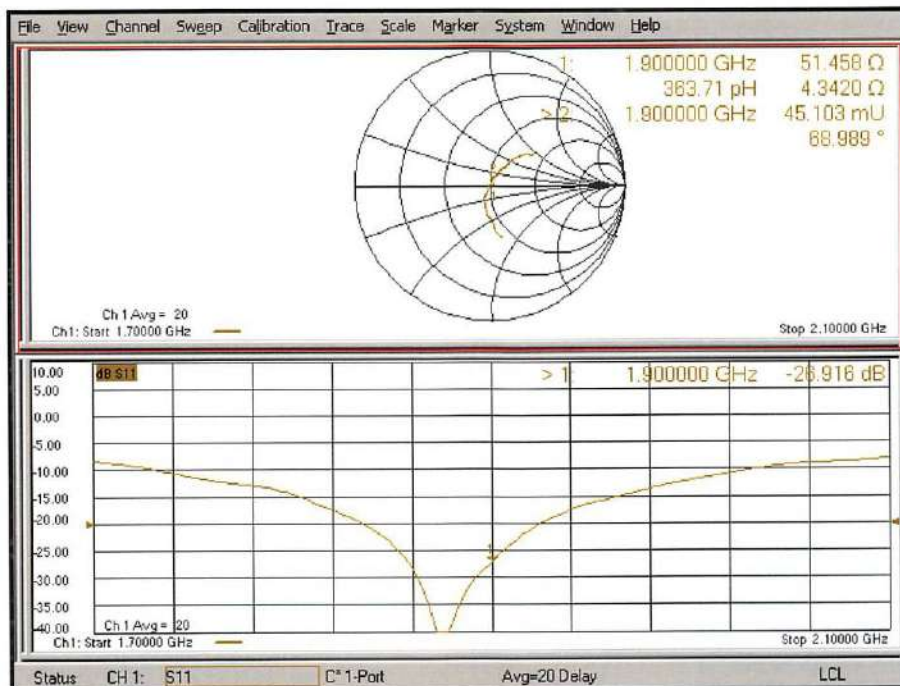 File View Channel Sweep Calibration Trace Scale Marker System Window Help
1: 1.900000 GHz 51.458 Ω
363.71 pH 4.3420 Ω
> 2: 1.900000 GHz 45.103 mU
68.989 °
Ch 1 Avg = 20
Ch1: Start 1.70000 GHz
Stop 2.10000 GHz
10.00 dB S11 > 1: 1.900000 GHz -26.916 dB
5.00
0.00
-5.00
-10.00
-15.00
-20.00
-25.00 1
-30.00
-35.00
-40.00 Ch 1 Avg = 20
Ch1: Start 1.70000 GHz
Stop 2.10000 GHz
Status CH 1: S11 C* 1-Port Avg=20 Delay LCL